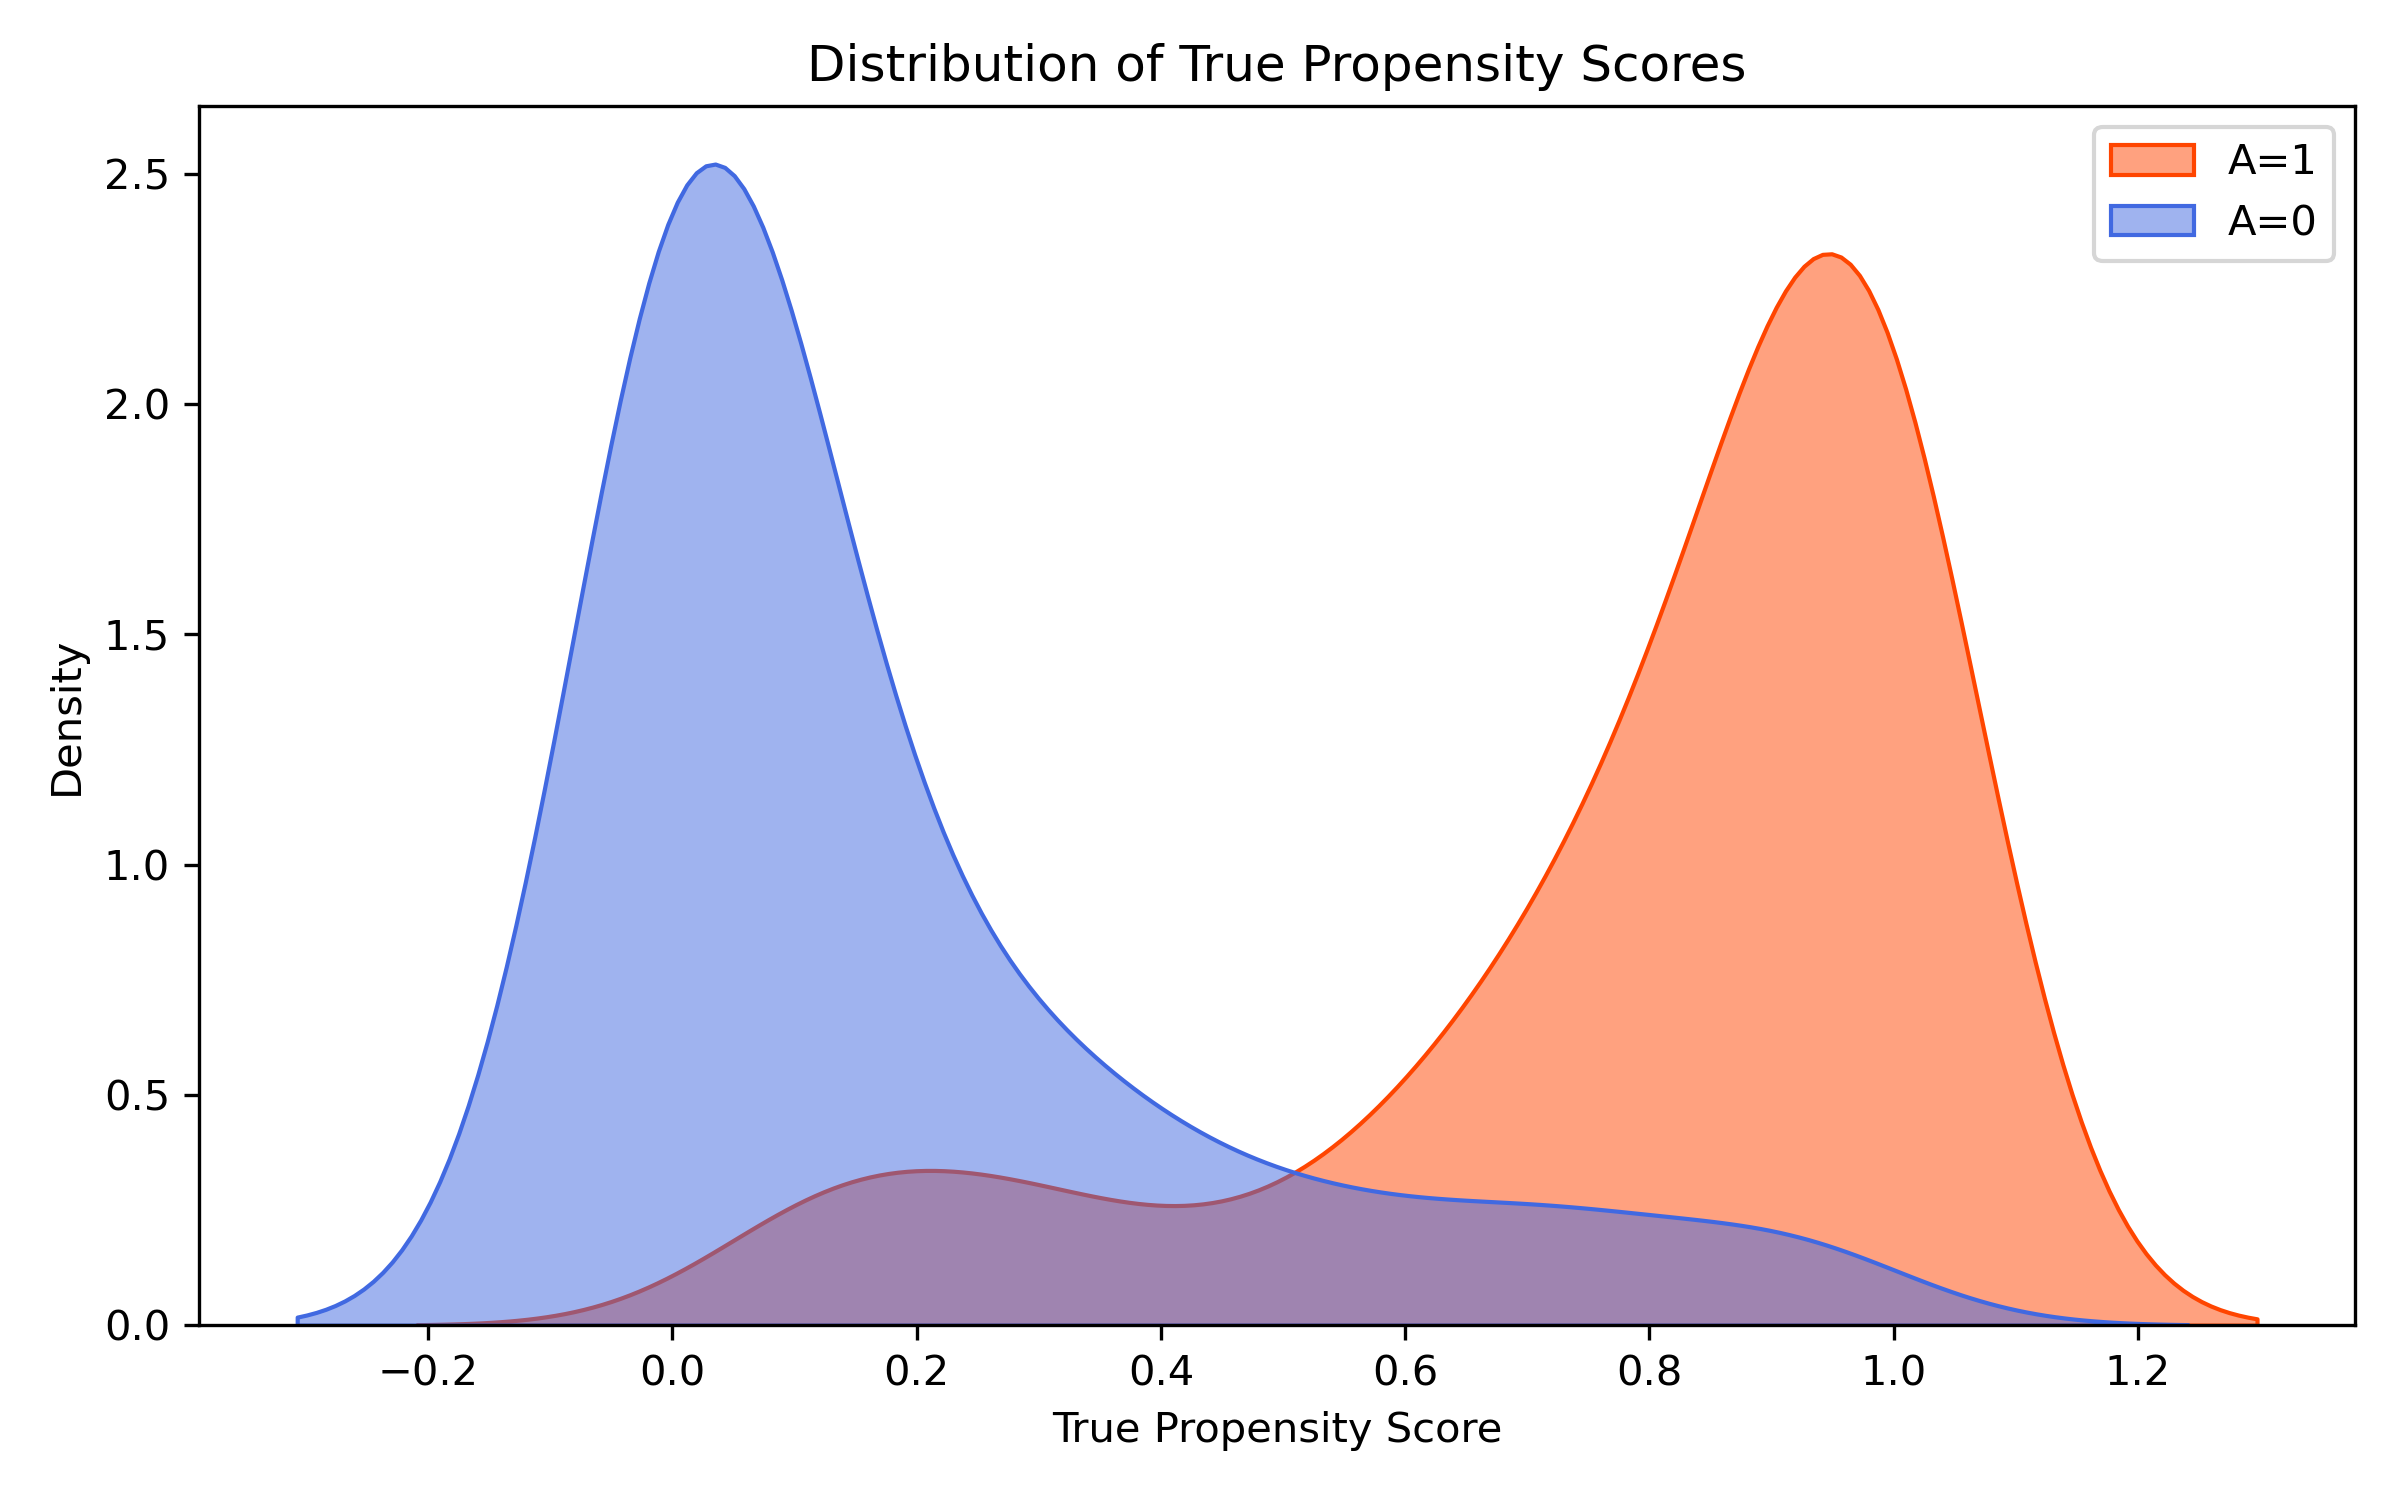 Distribution of True Propensity Scores
A=1
A=0
Density
2.5
2.0
1.5
1.0
0.5
0.0
−0.2 0.0 0.2 0.4 0.6 0.8 1.0 1.2
True Propensity Score